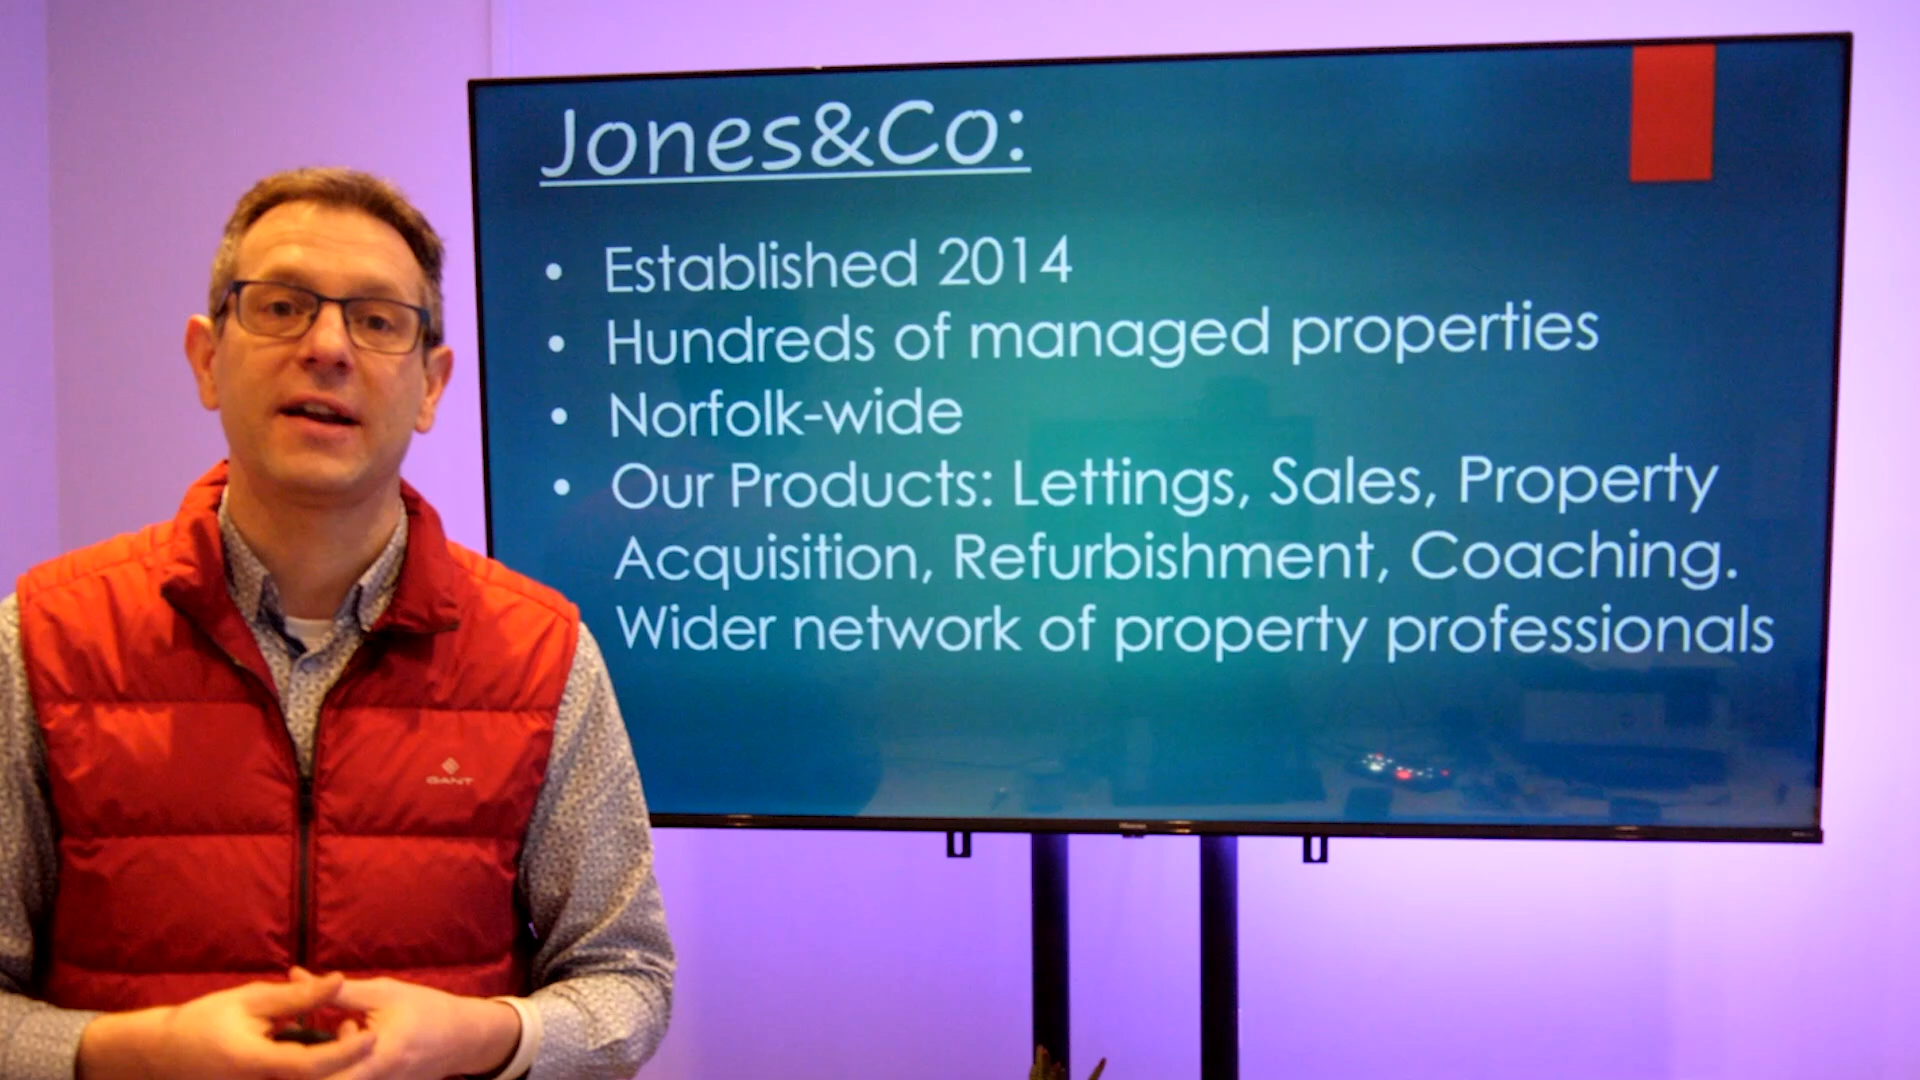 Jones&Co:
• Established 2014
• Hundreds of managed properties
• Norfolk-wide
• Our Products: Lettings, Sales, Property
Acquisition, Refurbishment, Coaching.
Wider network of property professionals
GANT
Hisense